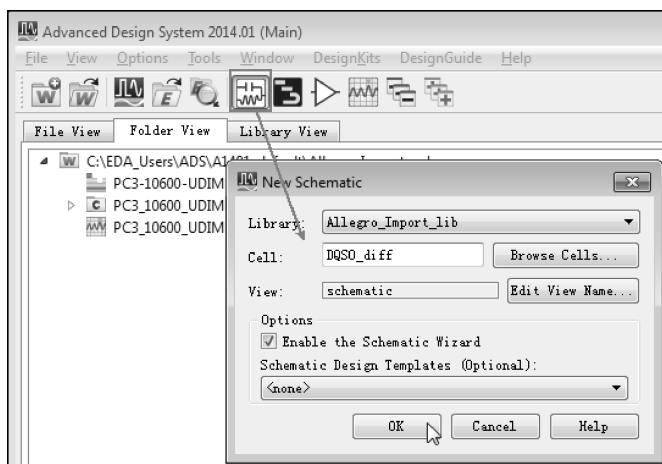 Advanced Design System 2014.01 (Main)
File View Options Tools Window DesignKits DesignGuide Help
File View Folder View Library View
C:\EDA_Users\ADS\
PC3-10600-UDIM
PC3_10600_UDIM
PC3_10600_UDIM
New Schematic
Library: Allegro_Import_lib
Cell: DQS0_diff Browse Cells...
View: schematic Edit View Name...
Options
Enable the Schematic Wizard
Schematic Design Templates (Optional):
<none>
OK Cancel Help